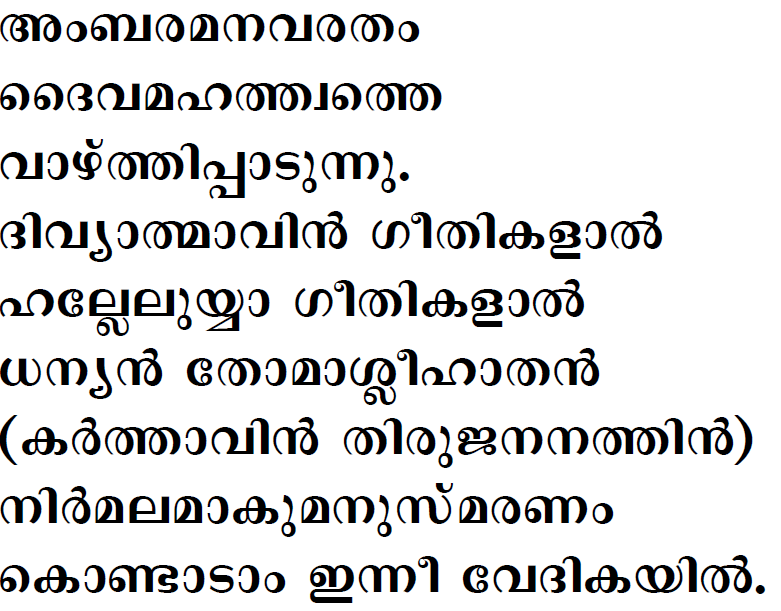 അംബരമനവരതം
ദൈവമഹത്ത്വത്തെ
വാഴ്ത്തിപ്പാടുന്നു.
ദിവ്യാത്മാവിൻ ഗീതികളാൽ
ഹല്ലേലുയ്യാ ഗീതികളാൽ
ധന്യൻ തോമാശ്ലീഹാതൻ
(കർത്താവിൻ തിരുജനനത്തിൻ)
നിർമലമാകുമനുസ്മരണം
കൊണ്ടാടാം ഇന്നീ വേദികയിൽ.